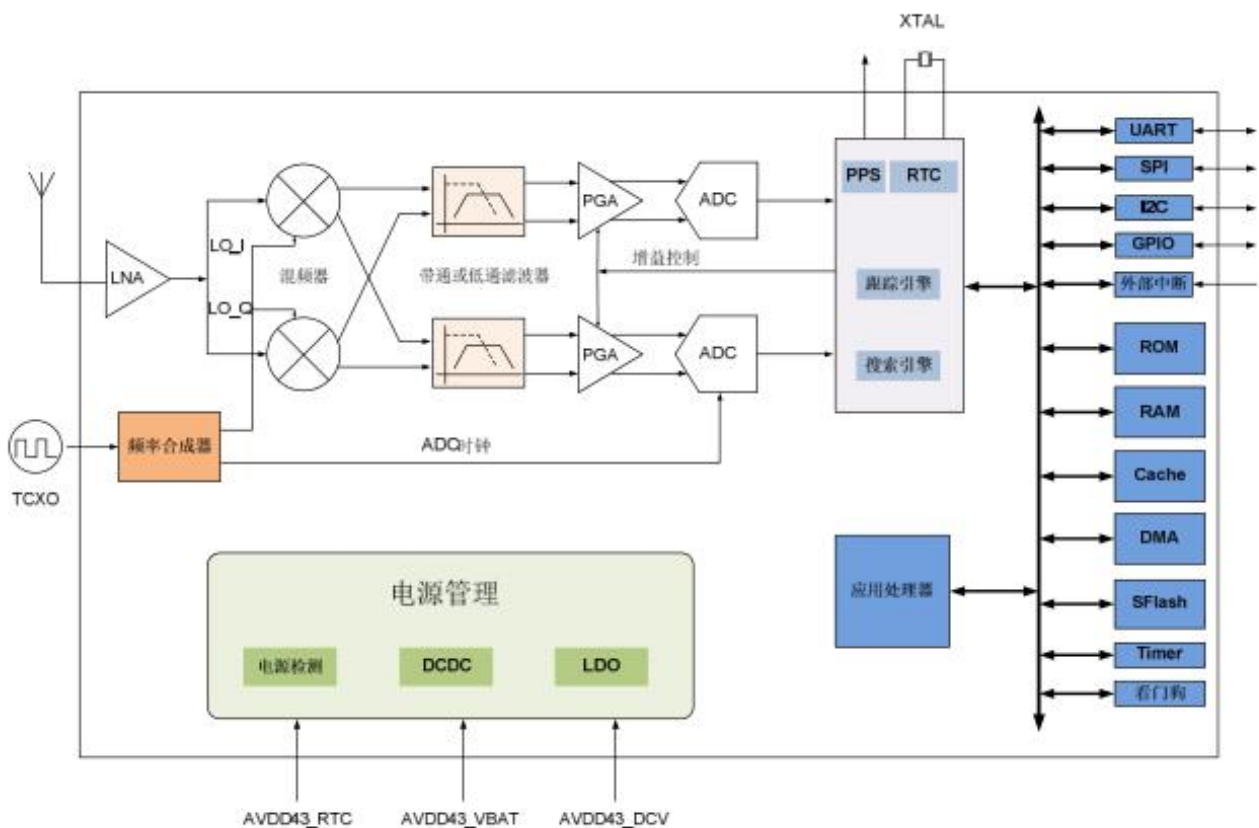 XTAL
UART
SPI
I2C
GPIO
外部中断
ROM
RAM
Cache
DMA
SFlash
Timer
看门狗
PPS
RTC
跟踪引擎
搜索引擎
LNA
LO_I
LO_Q
混频器
带通或低通滤波器
PGA
ADC
增益控制
PGA
ADC
TCXO
频率合成器
ADC时钟
应用处理器
电源管理
电源检测
DCDC
LDO
AVDD43_RTC
AVDD43_VBAT
AVDD43_DCV